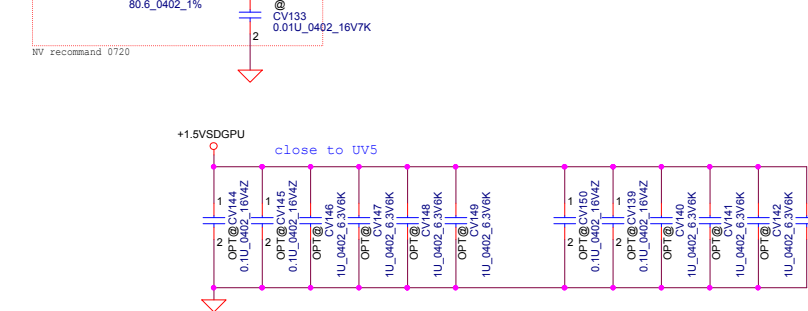 80.6_0402_1%
@
CV133
0.01U_0402_16V7K
2
NV recommand 0720
+1.5VSDGPU
close to UV5
1
2
OPT@CV144
0.1U_0402_16V4Z
1
2
OPT@CV145
0.1U_0402_16V4Z
OPT@
CV146
1U_0402_6.3V6K
OPT@
CV147
1U_0402_6.3V6K
OPT@
CV148
1U_0402_6.3V6K
OPT@
CV149
1U_0402_6.3V6K
1
2
OPT@CV150
0.1U_0402_16V4Z
1
2
OPT@CV139
0.1U_0402_16V4Z
OPT@
CV140
1U_0402_6.3V6K
OPT@
CV141
1U_0402_6.3V6K
OPT@
CV142
1U_0402_6.3V6K